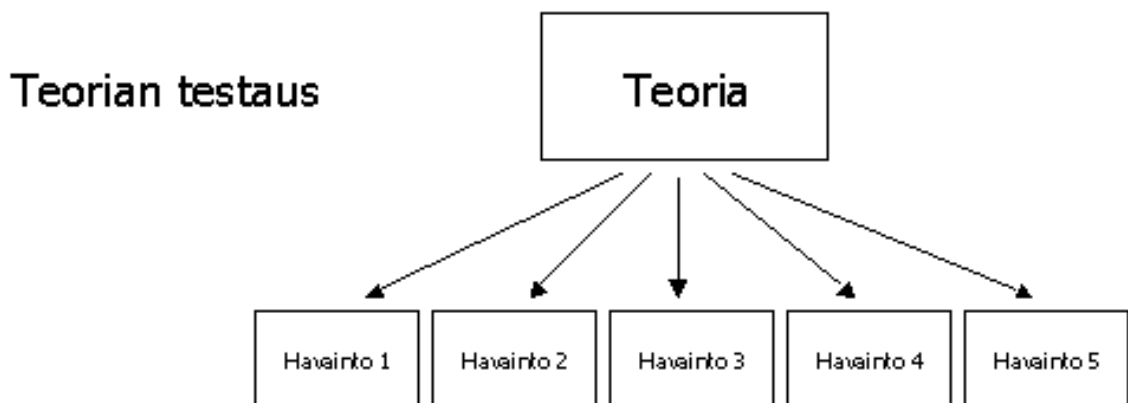 Teorian testaus
Teoria
Havainto 1
Havainto 2
Havainto 3
Havainto 4
Havainto 5